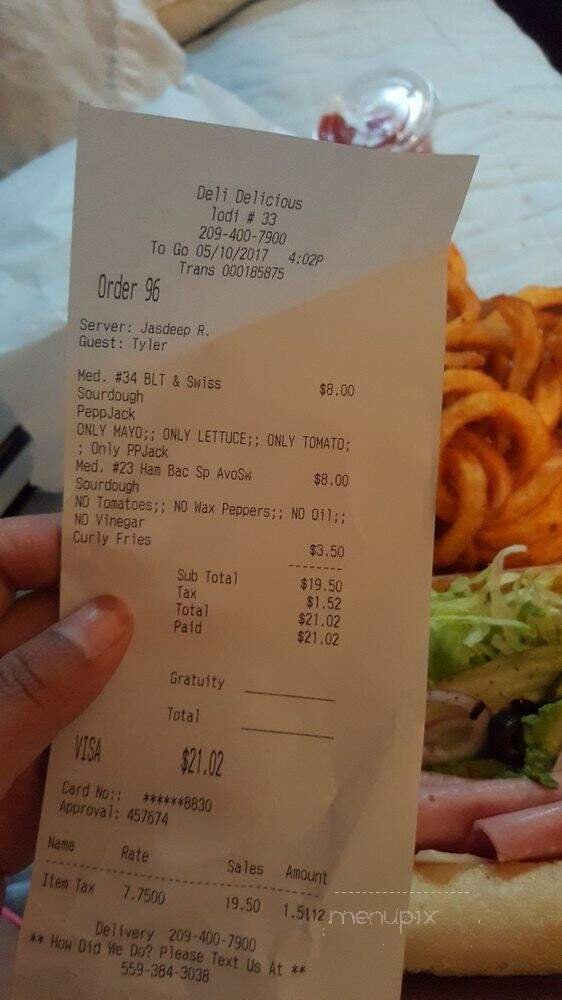 Deli Delicious
lodi # 33
209-400-7900
To Go 05/10/2017 4:02P
Trans 000185875
Order 96
Server: Jasdeep R.
Guest: Tyler
Med. #34 BLT & Swiss $8.00
Sourdough
PeppJack
ONLY MAYO;; ONLY LETTUCE;; ONLY TOMATO;
; Only PPJack
Med. #23 Ham Bac Sp AvoSw $8.00
Sourdough
NO Tomatoes;; NO Wax Peppers;; NO Oil;;
NO Vinegar
Curly Fries $3.50
Sub Total $19.50
Tax $1.52
Total $21.02
Paid $21.02
Gratuity
Total
VISA $21.02
Card No:: ******8830
Approval: 457674
Name Rate Sales Amount
Item Tax 7.7500 19.50 1.5112
Delivery 209-400-7900
** How Did We Do? Please Text Us At **
559-384-3038
menupix